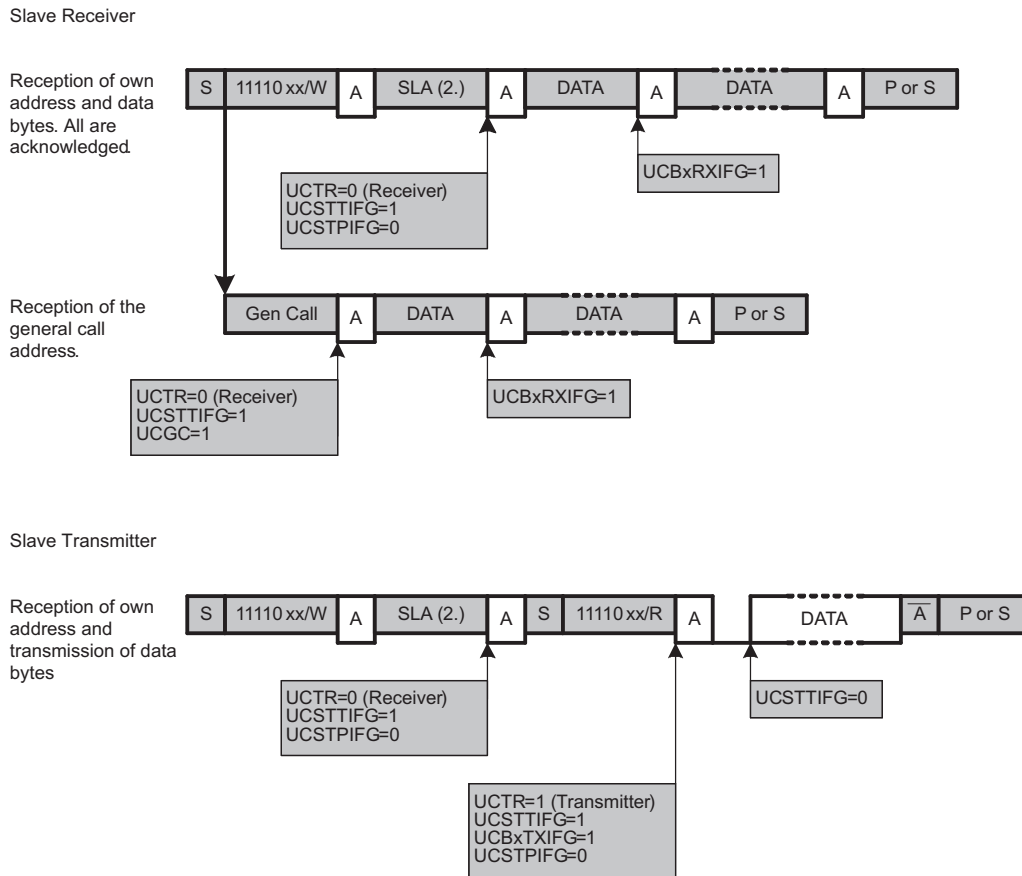 Slave Receiver
Reception of own
address and data
bytes. All are
acknowledged.
S 11110 xx/W A SLA (2.) A DATA A DATA A P or S
UCTR=0 (Receiver)
UCSTTIFG=1
UCSTPIFG=0
UCBxRXIFG=1
Reception of the
general call
address.
Gen Call A DATA A DATA A P or S
UCTR=0 (Receiver)
UCSTTIFG=1
UCGC=1
UCBxRXIFG=1
Slave Transmitter
Reception of own
address and
transmission of data
bytes
S 11110 xx/W A SLA (2.) A S 11110 xx/R A DATA A̅ P or S
UCTR=0 (Receiver)
UCSTTIFG=1
UCSTPIFG=0
UCSTTIFG=0
UCTR=1 (Transmitter)
UCSTTIFG=1
UCBxTXIFG=1
UCSTPIFG=0